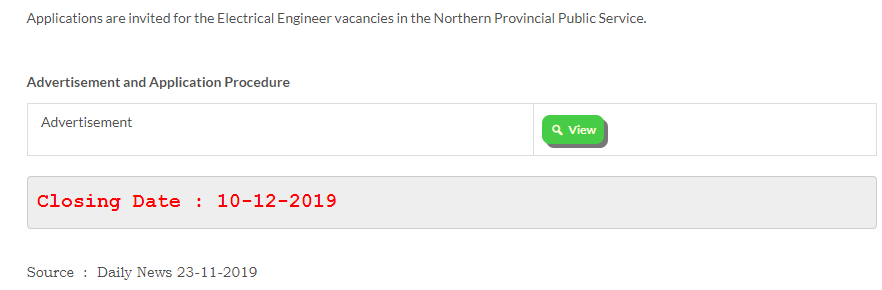 Applications are invited for the Electrical Engineer vacancies in the Northern Provincial Public Service.
Advertisement and Application Procedure
Advertisement
View
Closing Date : 10-12-2019
Source : Daily News 23-11-2019